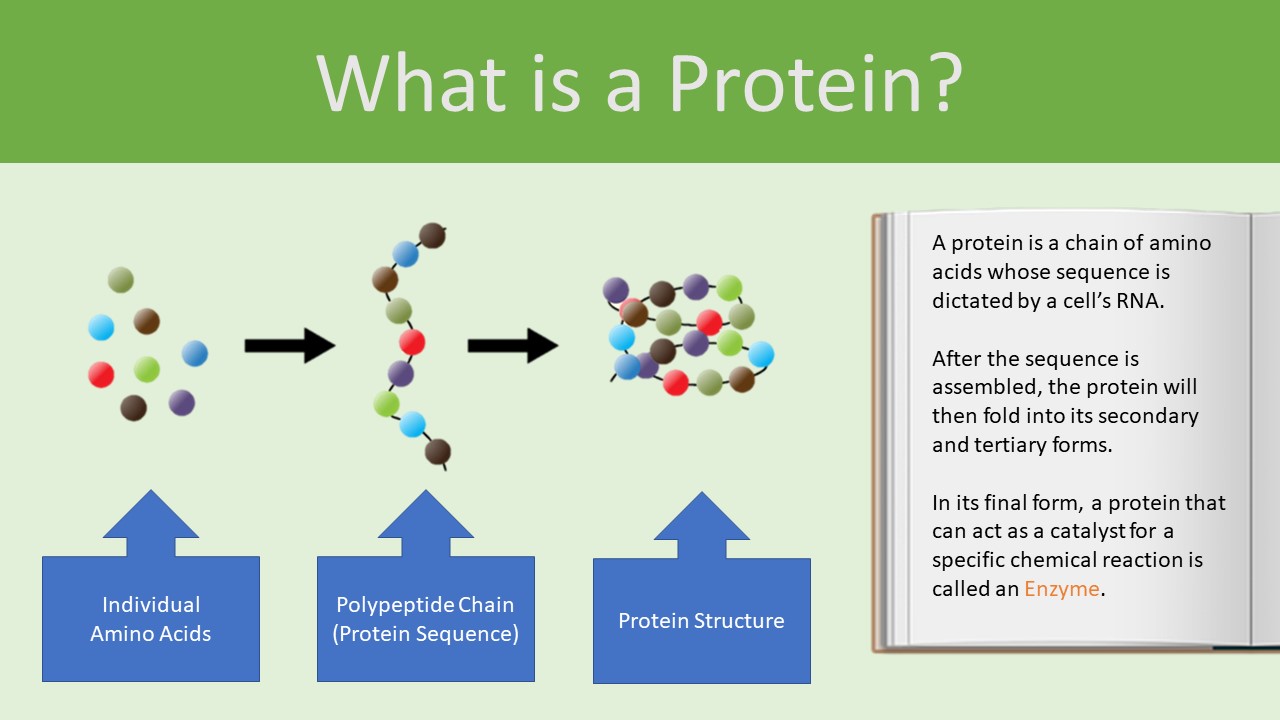 What is a Protein?
A protein is a chain of amino
acids whose sequence is
dictated by a cell’s RNA.
After the sequence is
assembled, the protein will
then fold into its secondary
and tertiary forms.
In its final form, a protein that
can act as a catalyst for a
specific chemical reaction is
called an Enzyme.
Individual
Amino Acids
Polypeptide Chain
(Protein Sequence)
Protein Structure